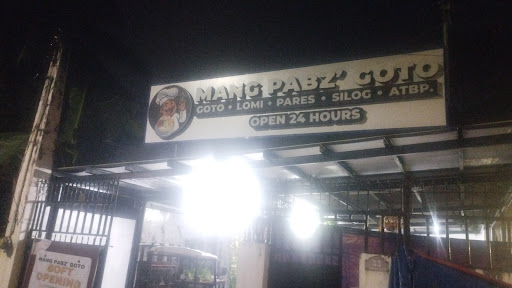 MANG PABZ' GOTO
GOTO • LOMI • PARES • SILOG • ATBP.
OPEN 24 HOURS
MANG PABZ' GOTO
SOFT
OPENING